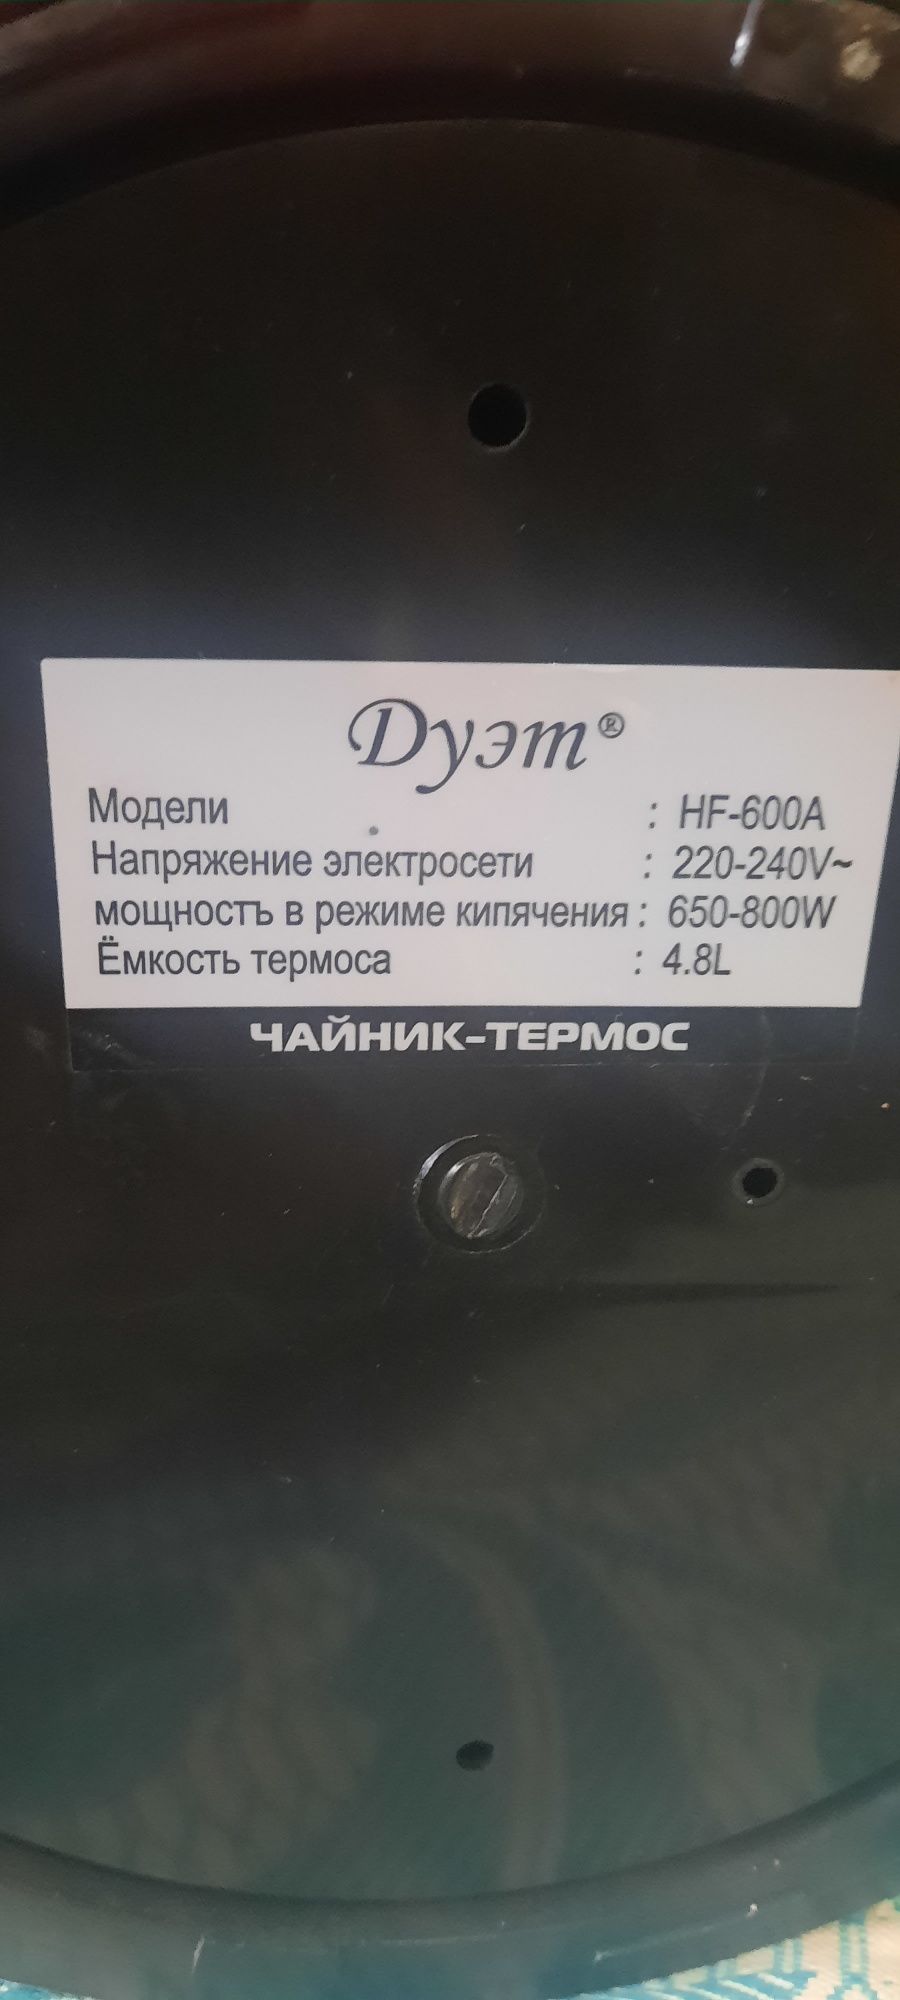 Дуэт®
Модели : HF-600A
Напряжение электросети : 220-240V~
мощностъ в режиме кипячения : 650-800W
Ёмкость термоса : 4.8L
ЧАЙНИК-ТЕРМОС